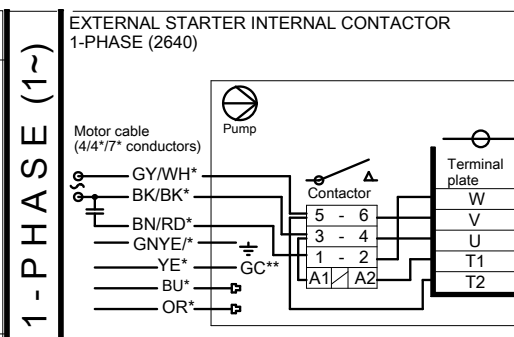 EXTERNAL STARTER INTERNAL CONTACTOR
1-PHASE (2640)
1-PHASE (1~)
Motor cable
(4/4*/7* conductors)
Pump
GY/WH*
BK/BK*
BN/RD*
GNYE/*
YE*
GC**
BU*
OR*
Contactor
5 - 6
3 - 4
1 - 2
A1 A2
Terminal
plate
W
V
U
T1
T2